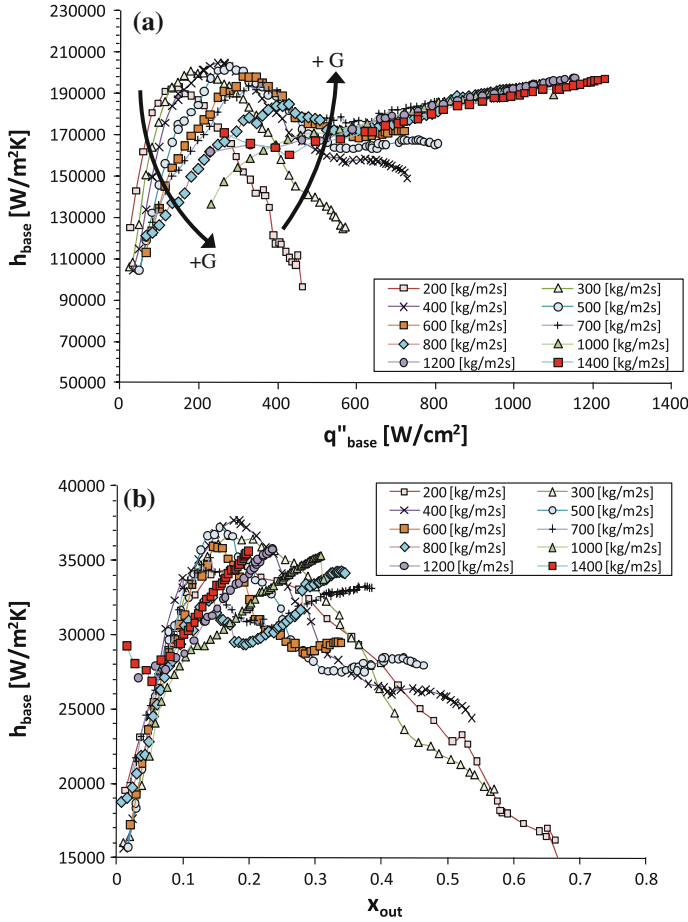 (a)
230000
210000
190000
170000
150000
130000
110000
90000
70000
50000
h_base [W/m²K]
+ G
+G
200 [kg/m2s] 300 [kg/m2s]
400 [kg/m2s] 500 [kg/m2s]
600 [kg/m2s] 700 [kg/m2s]
800 [kg/m2s] 1000 [kg/m2s]
1200 [kg/m2s] 1400 [kg/m2s]
0 200 400 600 800 1000 1200 1400
q"_base [W/cm²]
(b)
40000
35000
30000
25000
20000
15000
h_base [W/m²K]
200 [kg/m2s] 300 [kg/m2s]
400 [kg/m2s] 500 [kg/m2s]
600 [kg/m2s] 700 [kg/m2s]
800 [kg/m2s] 1000 [kg/m2s]
1200 [kg/m2s] 1400 [kg/m2s]
0 0.1 0.2 0.3 0.4 0.5 0.6 0.7 0.8
x_out